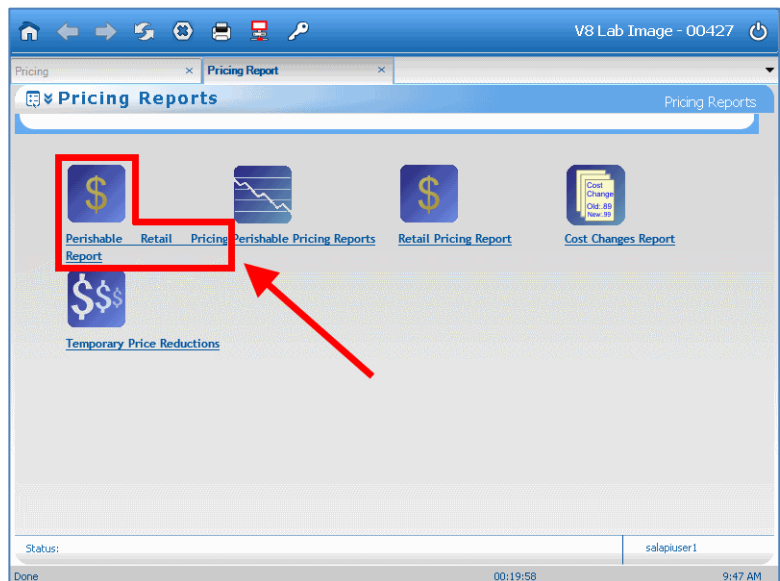 V8 Lab Image - 00427
Pricing
Pricing Report
Pricing Reports
Pricing Reports
Cost
Change
Old:.89
New:.99
Perishable Retail Pricing
Report
Perishable Pricing Reports
Retail Pricing Report
Cost Changes Report
Temporary Price Reductions
Status:
salapiuser1
Done
00:19:58
9:47 AM